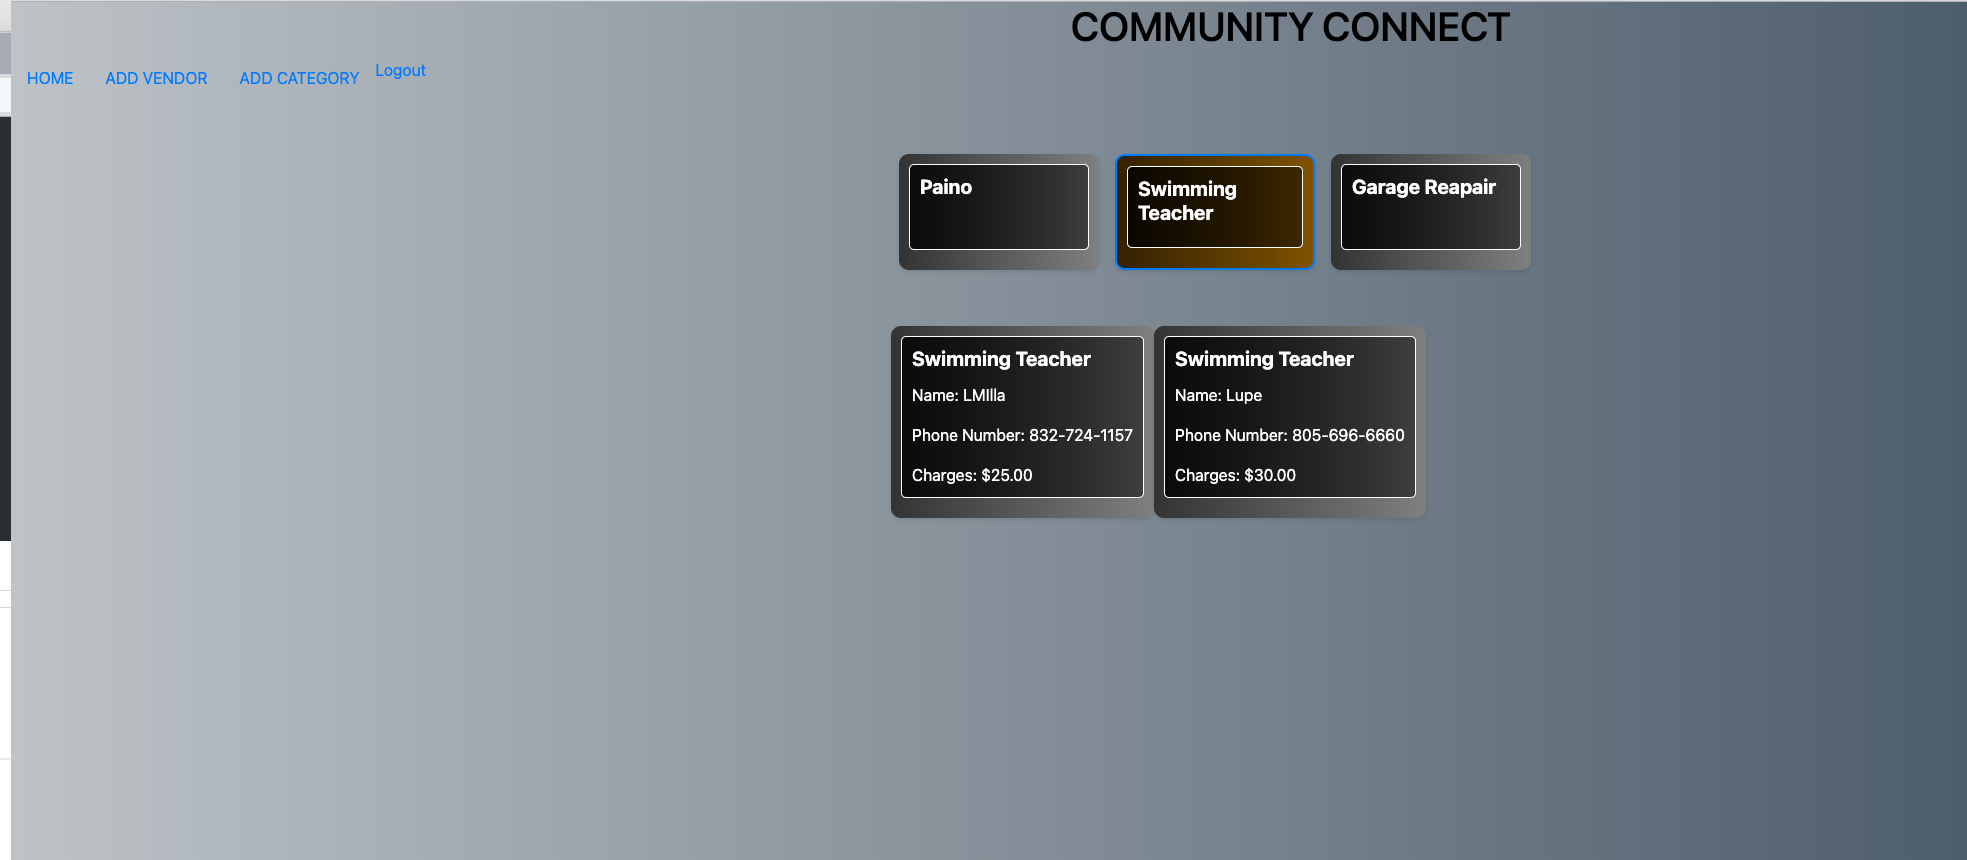 COMMUNITY CONNECT
HOME ADD VENDOR ADD CATEGORY Logout
Paino
Swimming
Teacher
Garage Reapair
Swimming Teacher
Name: LMIlla
Phone Number: 832-724-1157
Charges: $25.00
Swimming Teacher
Name: Lupe
Phone Number: 805-696-6660
Charges: $30.00